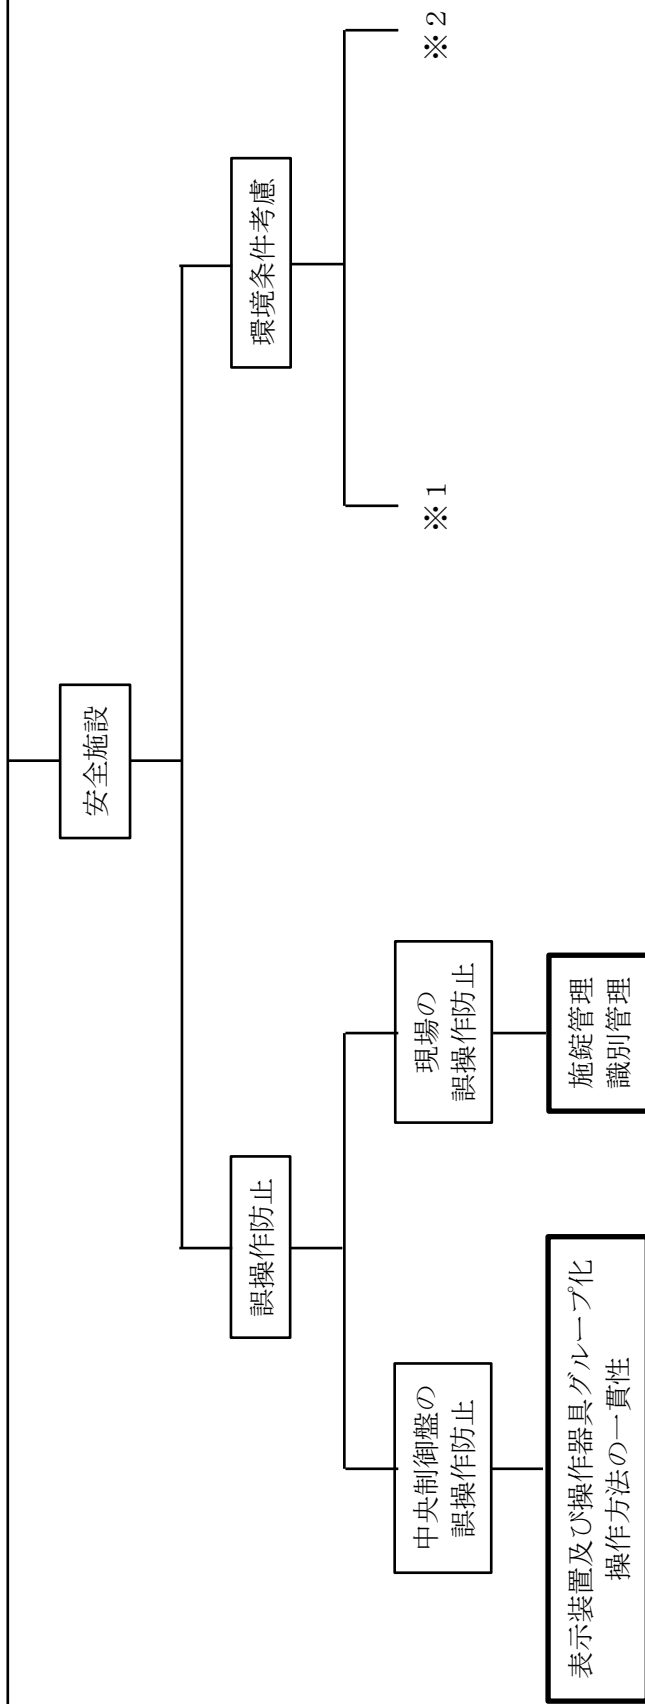 安全施設
誤操作防止
環境条件考慮
中央制御盤の
誤操作防止
現場の
誤操作防止
※1
※2
表示装置及び操作器具グループ化
操作方法の一貫性
施錠管理
識別管理